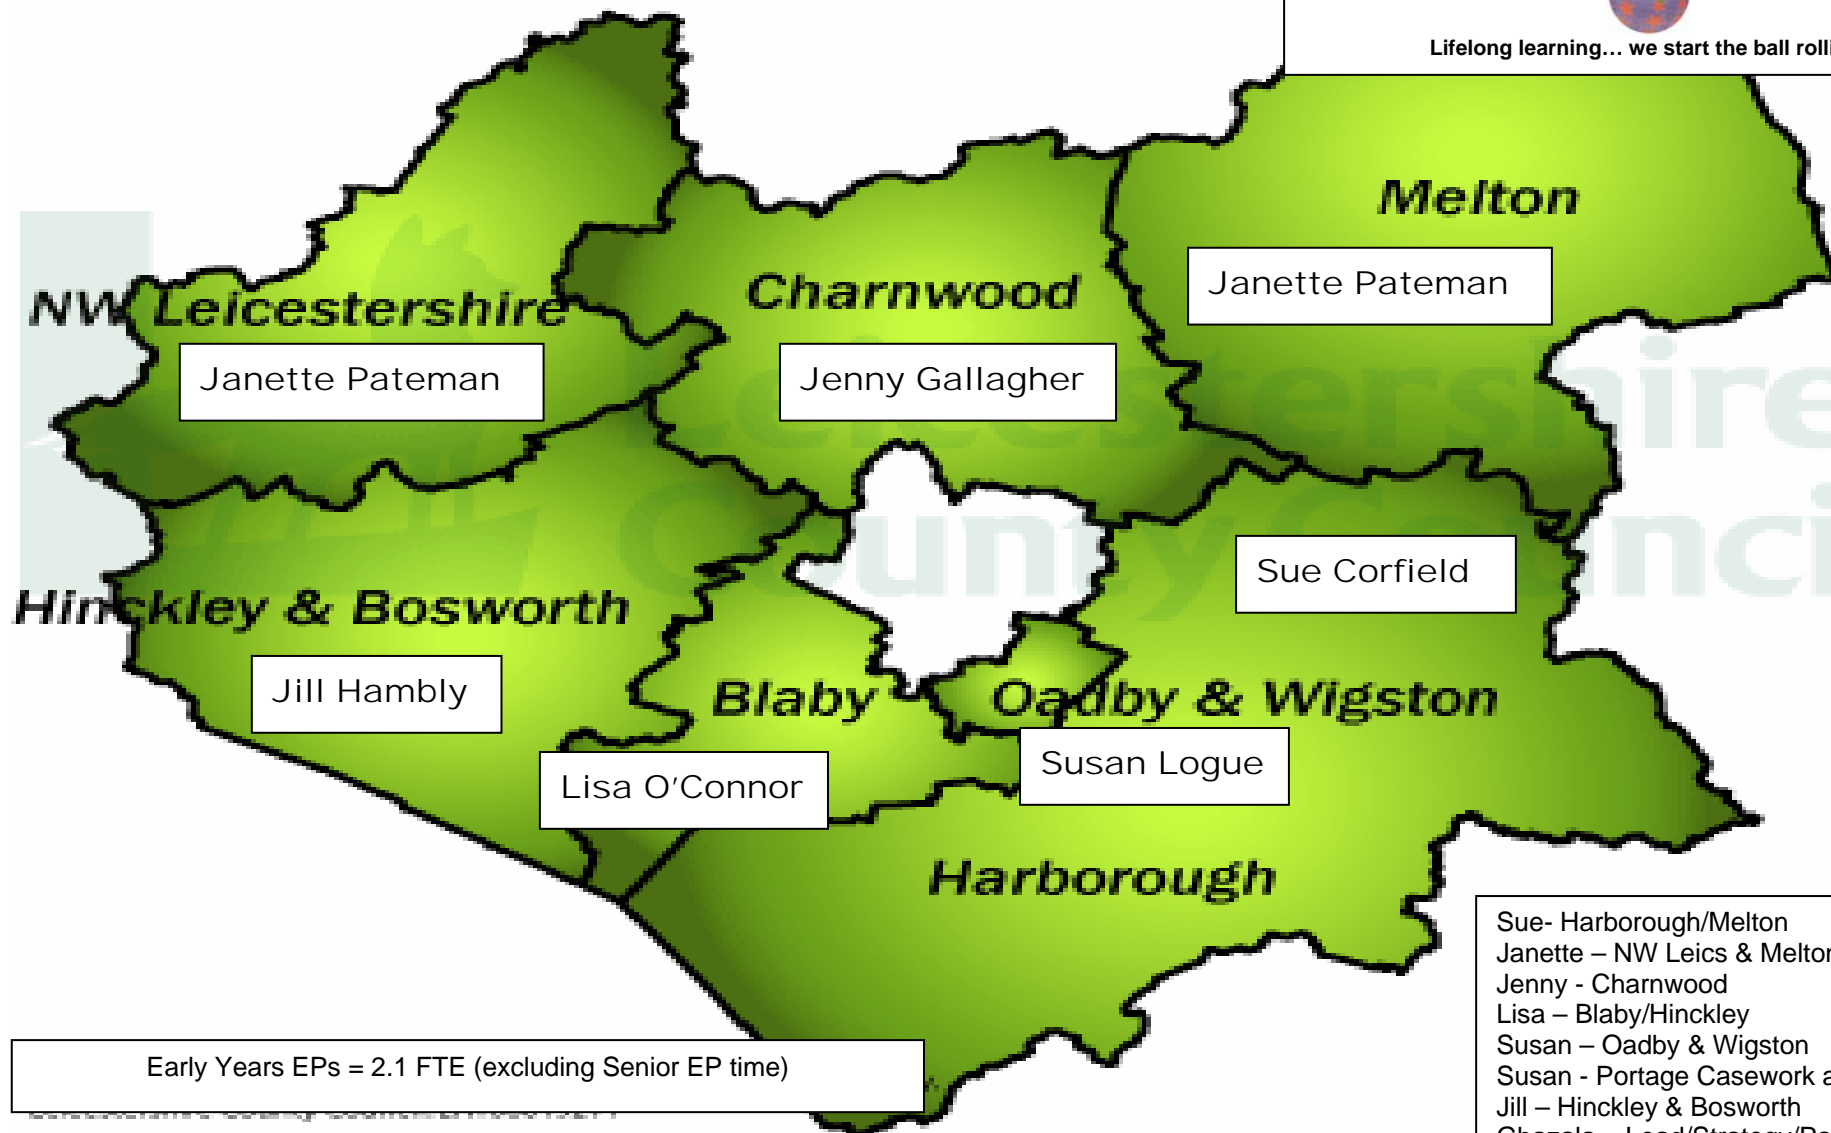 Lifelong learning… we start the ball
Melton
Janette Pateman
Charnwood
NW Leicestershire
Janette Pateman
Jenny Gallagher
Leicestershire
County
Sue Corfield
Hinckley & Bosworth
Jill Hambly
Blaby
Oadby & Wigston
Susan Logue
Lisa O'Connor
Harborough
Sue- Harborough/Melton
Janette – NW Leics &
Jenny - Charnwood
Lisa – Blaby/Hinckley
Susan – Oadby & Wigston
Susan - Portage Casework
Jill – Hinckley & Bosworth
Early Years EPs = 2.1 FTE (excluding Senior EP time)